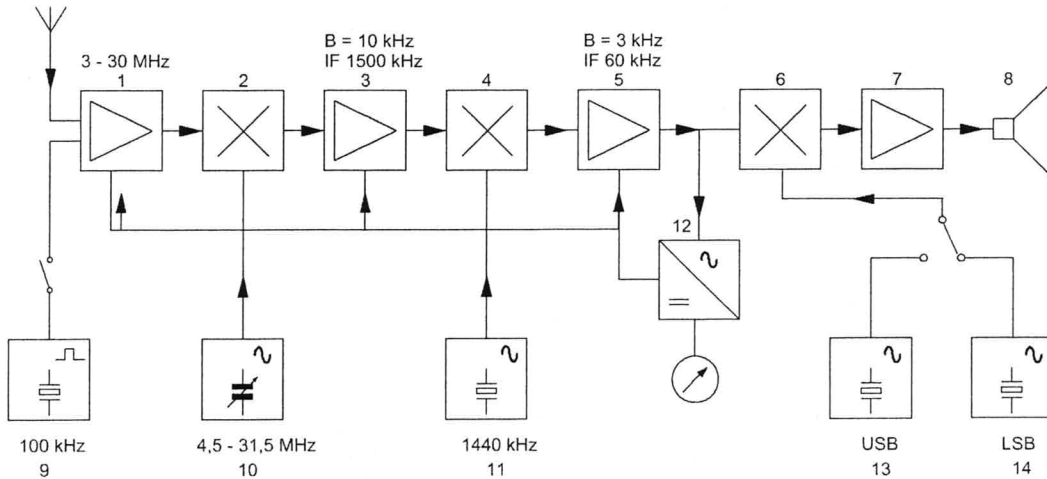 3 - 30 MHz
1
2
B = 10 kHz
IF 1500 kHz
3
4
B = 3 kHz
IF 60 kHz
5
6
7
8
12
100 kHz
9
4,5 - 31,5 MHz
10
1440 kHz
11
USB
13
LSB
14